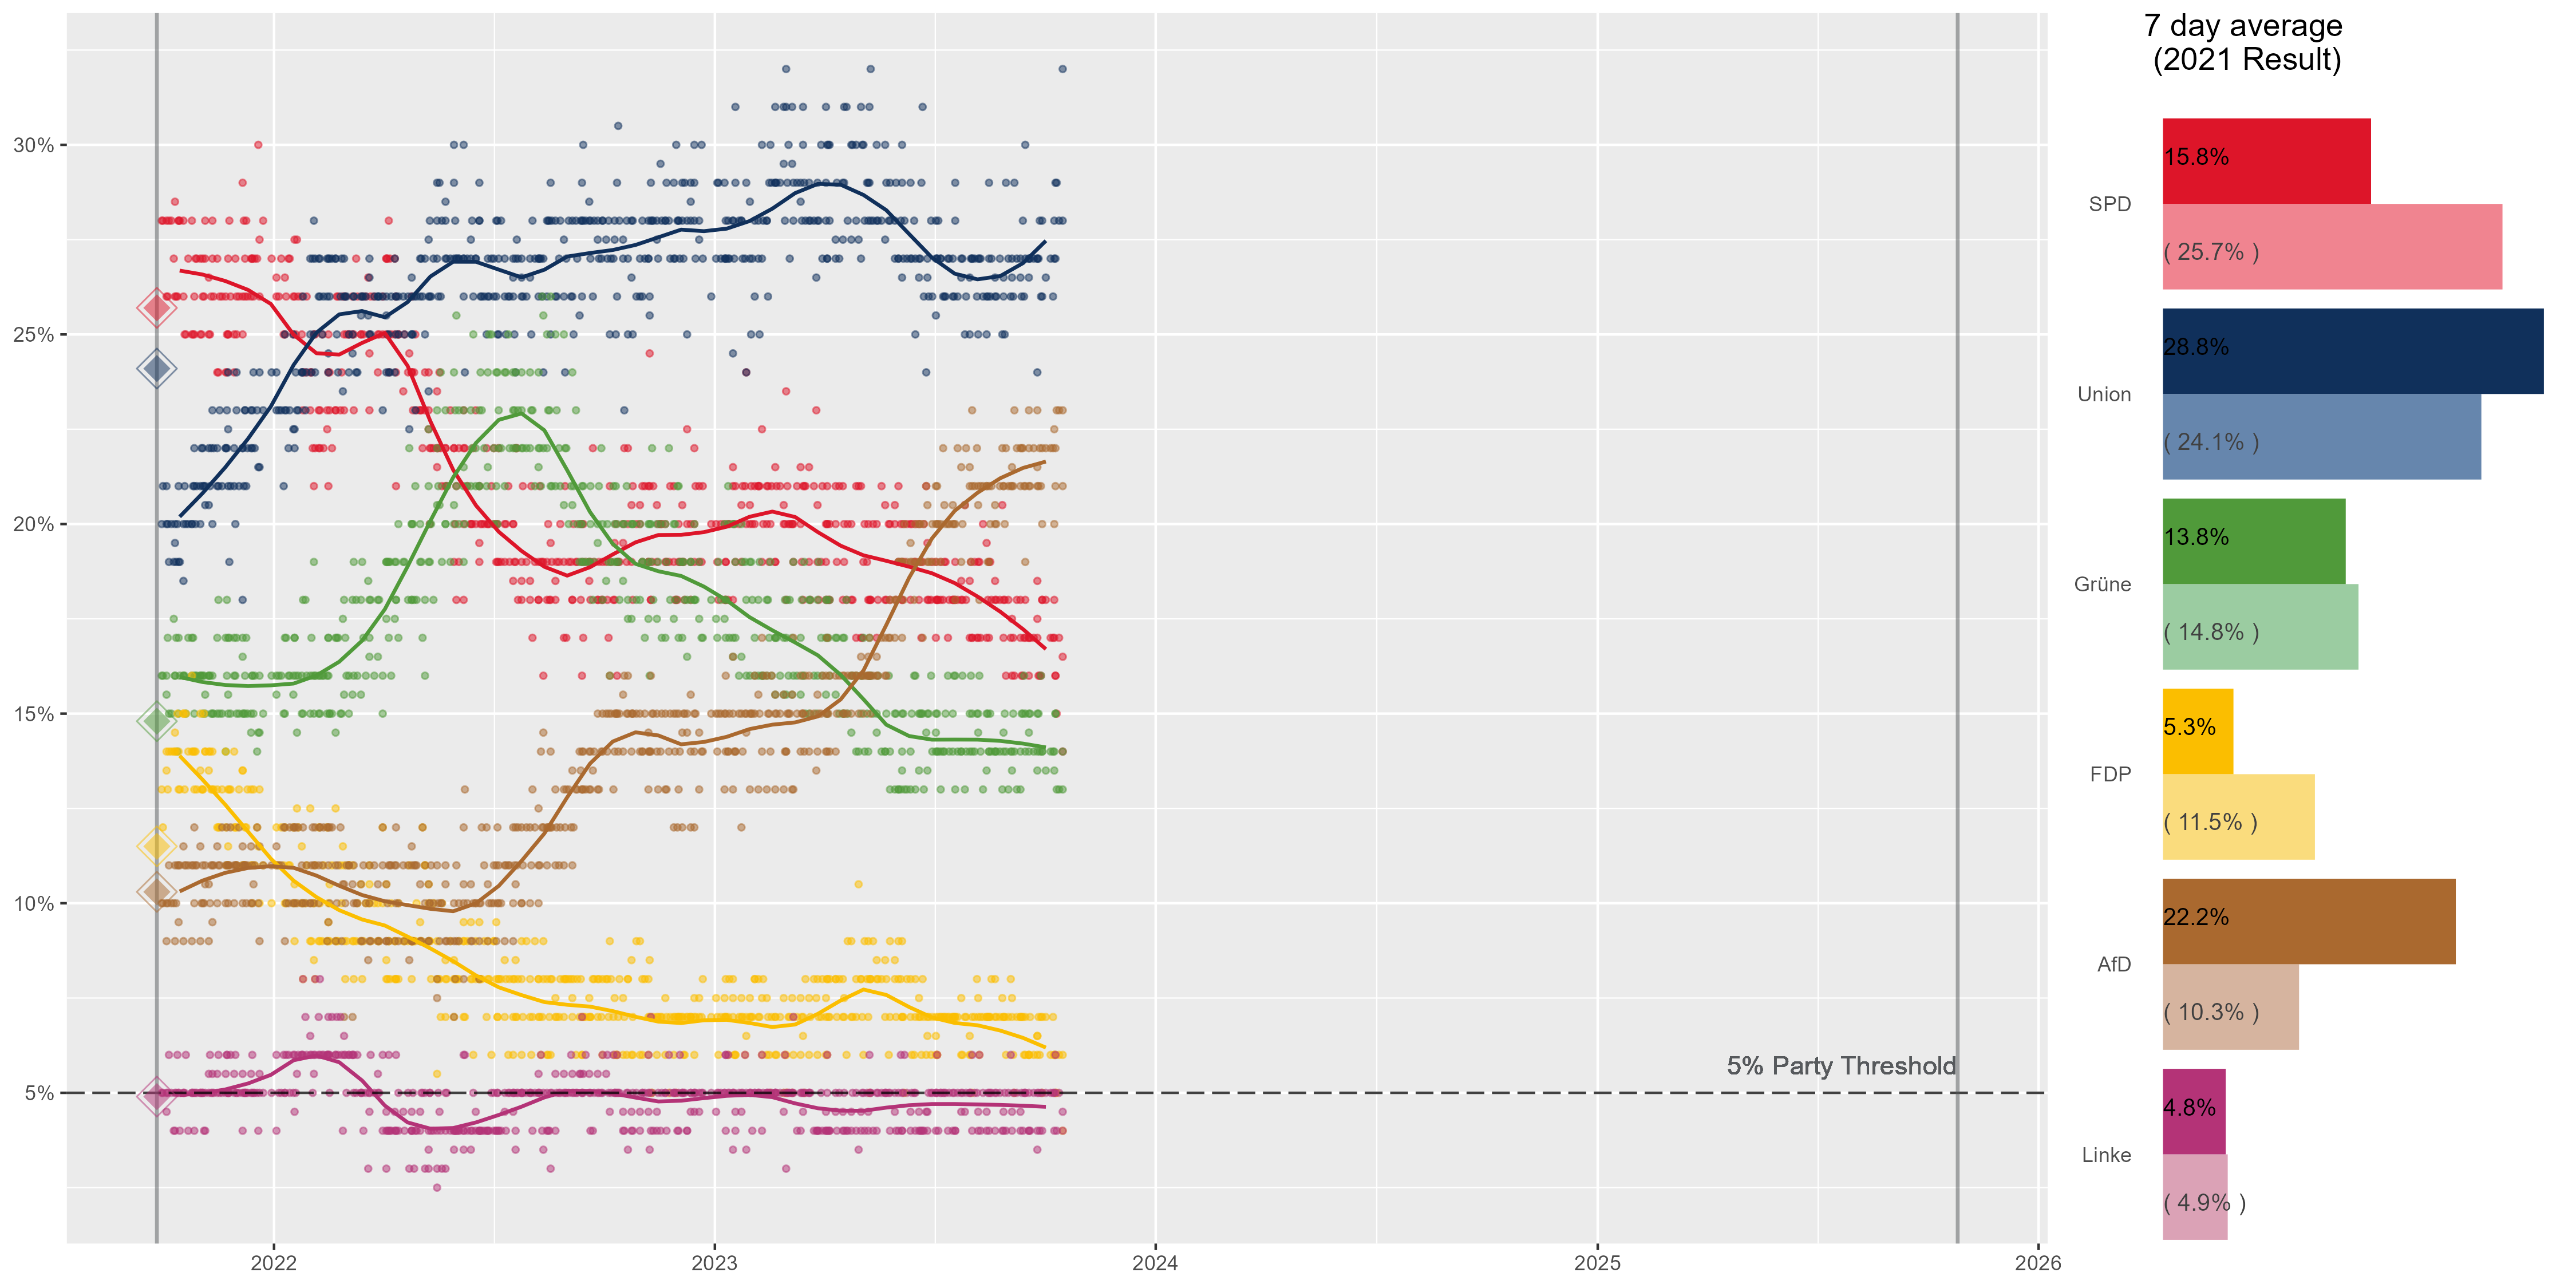 7 day average
(2021 Result)
30%
25%
20%
15%
10%
5%
5% Party Threshold
2022
2023
2024
2025
2026
SPD
15.8%
( 25.7% )
Union
28.8%
( 24.1% )
Grüne
13.8%
( 14.8% )
FDP
5.3%
( 11.5% )
AfD
22.2%
( 10.3% )
Linke
4.8%
( 4.9% )